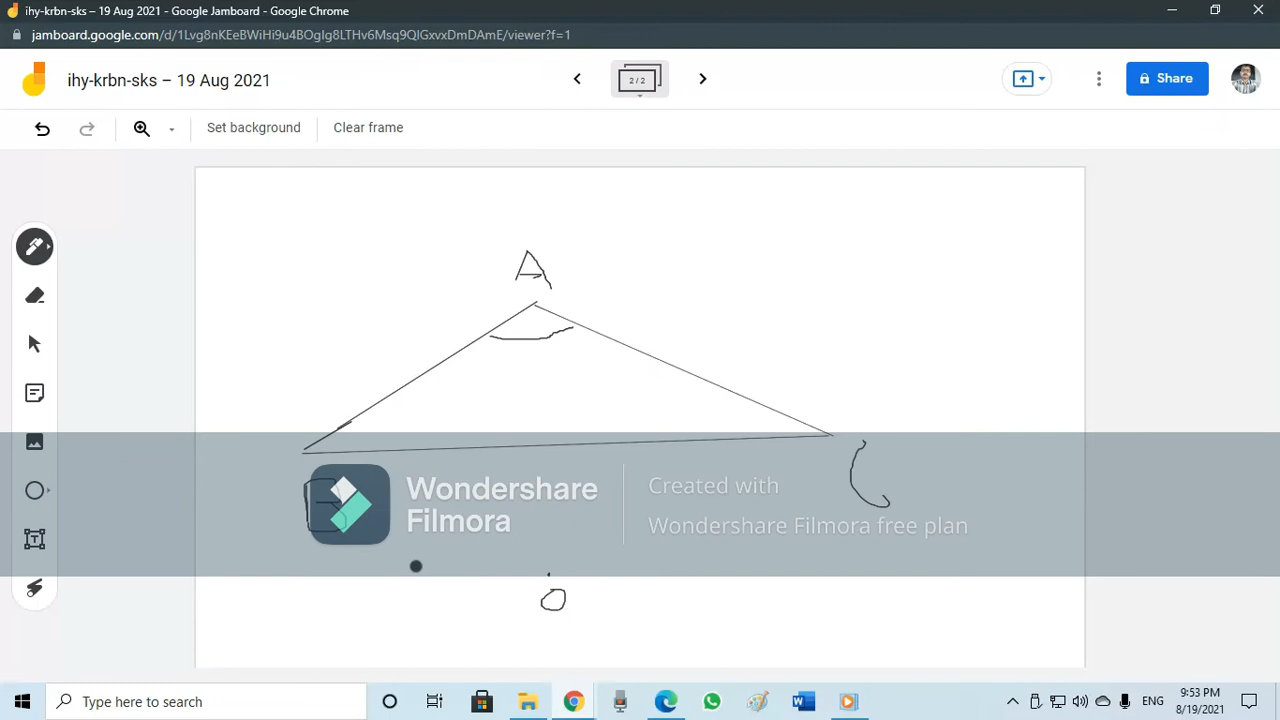 ihy-krbn-sks – 19 Aug 2021 - Google Jamboard - Google Chrome
jamboard.google.com/d/1Lvg8nKEeBWiHi9u4BOgIg8LTHv6Msq9QlGxvxDmDAmE/viewer?f=1
ihy-krbn-sks – 19 Aug 2021
2 / 2
Share
Set background
Clear frame
A
B
C
Wondershare
Filmora
Created with
Wondershare Filmora free plan
O
Type here to search
ENG
9:53 PM
8/19/2021